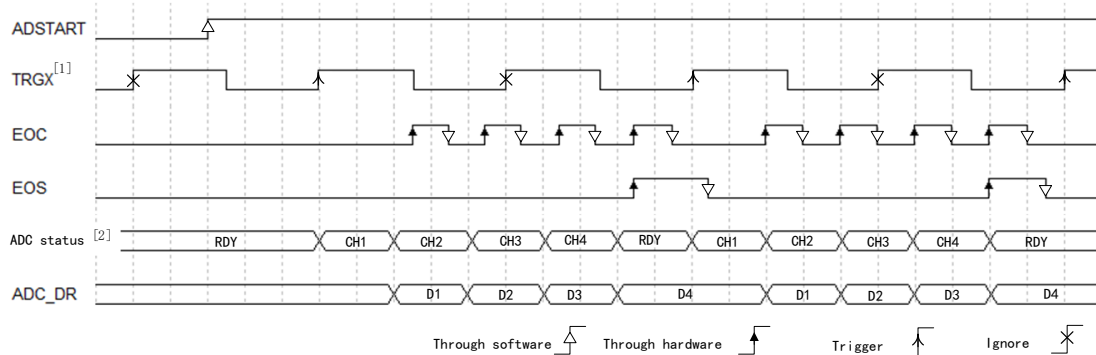 ADSTART
TRGX[1]
EOC
EOS
ADC status [2] RDY CH1 CH2 CH3 CH4 RDY CH1 CH2 CH3 CH4 RDY
ADC_DR D1 D2 D3 D4 D1 D2 D3 D4
Through software Through hardware Trigger Ignore